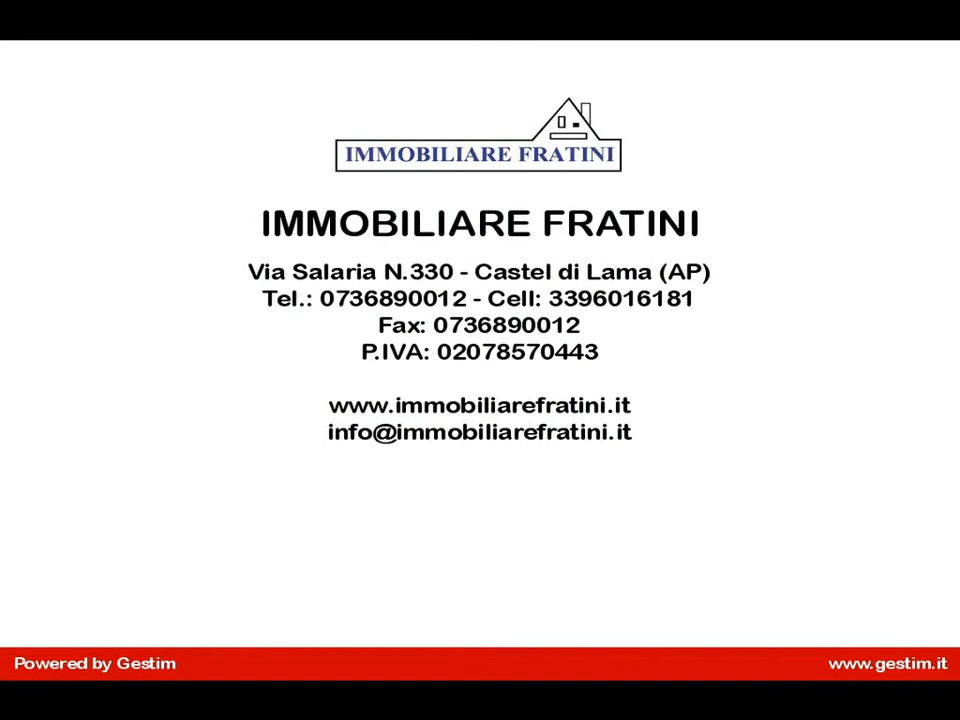 IMMOBILIARE FRATINI
IMMOBILIARE FRATINI
Via Salaria N.330 - Castel di Lama (AP)
Tel.: 0736890012 - Cell: 3396016181
Fax: 0736890012
P.IVA: 02078570443
www.immobiliarefratini.it
info@immobiliarefratini.it
Powered by Gestim
www.gestim.it